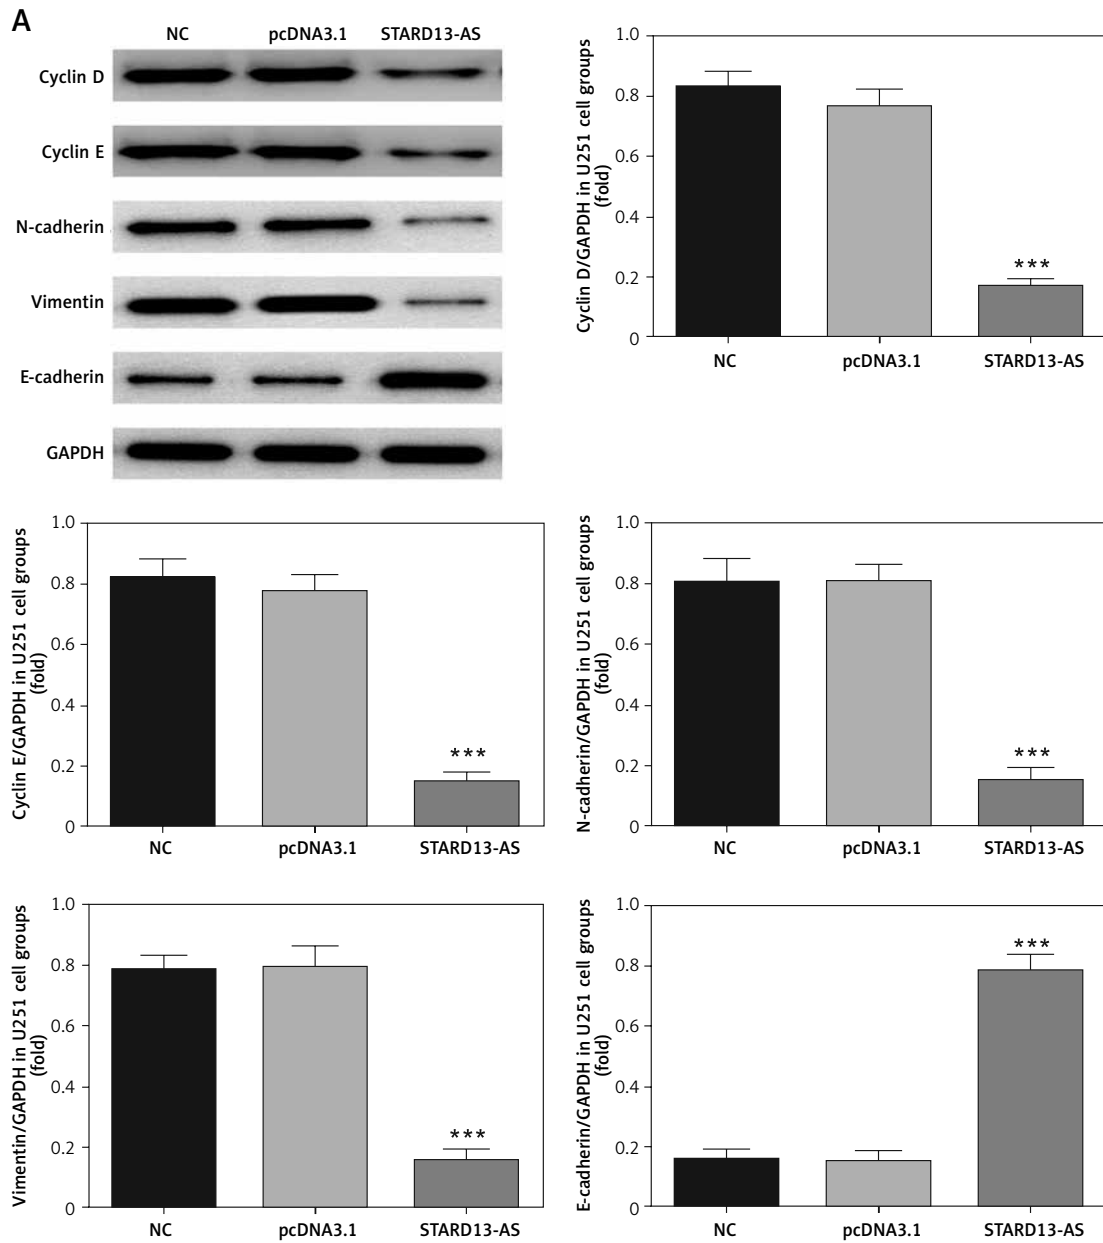 A
NC pcDNA3.1 STARD13-AS
Cyclin D
Cyclin E
N-cadherin
Vimentin
E-cadherin
GAPDH
Cyclin D/GAPDH in U251 cell groups
(fold)
1.0
0.8
0.6
0.4
0.2
0
***
NC pcDNA3.1 STARD13-AS
Cyclin E/GAPDH in U251 cell groups
(fold)
1.0
0.8
0.6
0.4
0.2
0
***
NC pcDNA3.1 STARD13-AS
N-cadherin/GAPDH in U251 cell groups
(fold)
1.0
0.8
0.6
0.4
0.2
0
***
NC pcDNA3.1 STARD13-AS
Vimentin/GAPDH in U251 cell groups
(fold)
1.0
0.8
0.6
0.4
0.2
0
***
NC pcDNA3.1 STARD13-AS
E-cadherin/GAPDH in U251 cell groups
(fold)
1.0
0.8
0.6
0.4
0.2
0
***
NC pcDNA3.1 STARD13-AS